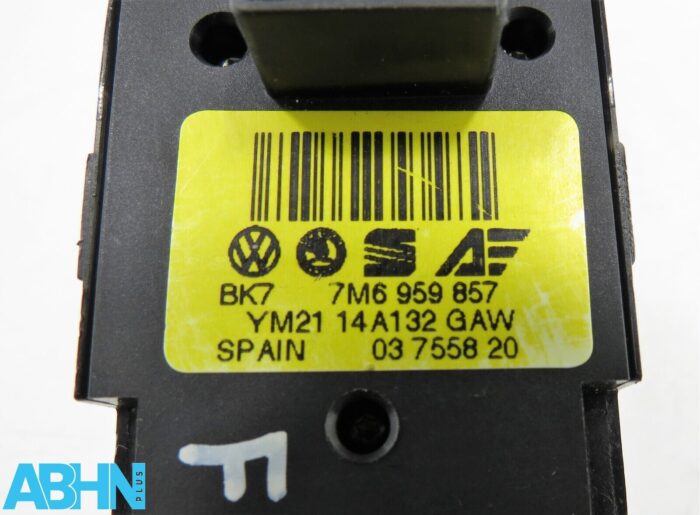 BK7 7M6 959 857
YM21 14A132 GAW
SPAIN 03 7558 20
F
ABHN PLUS